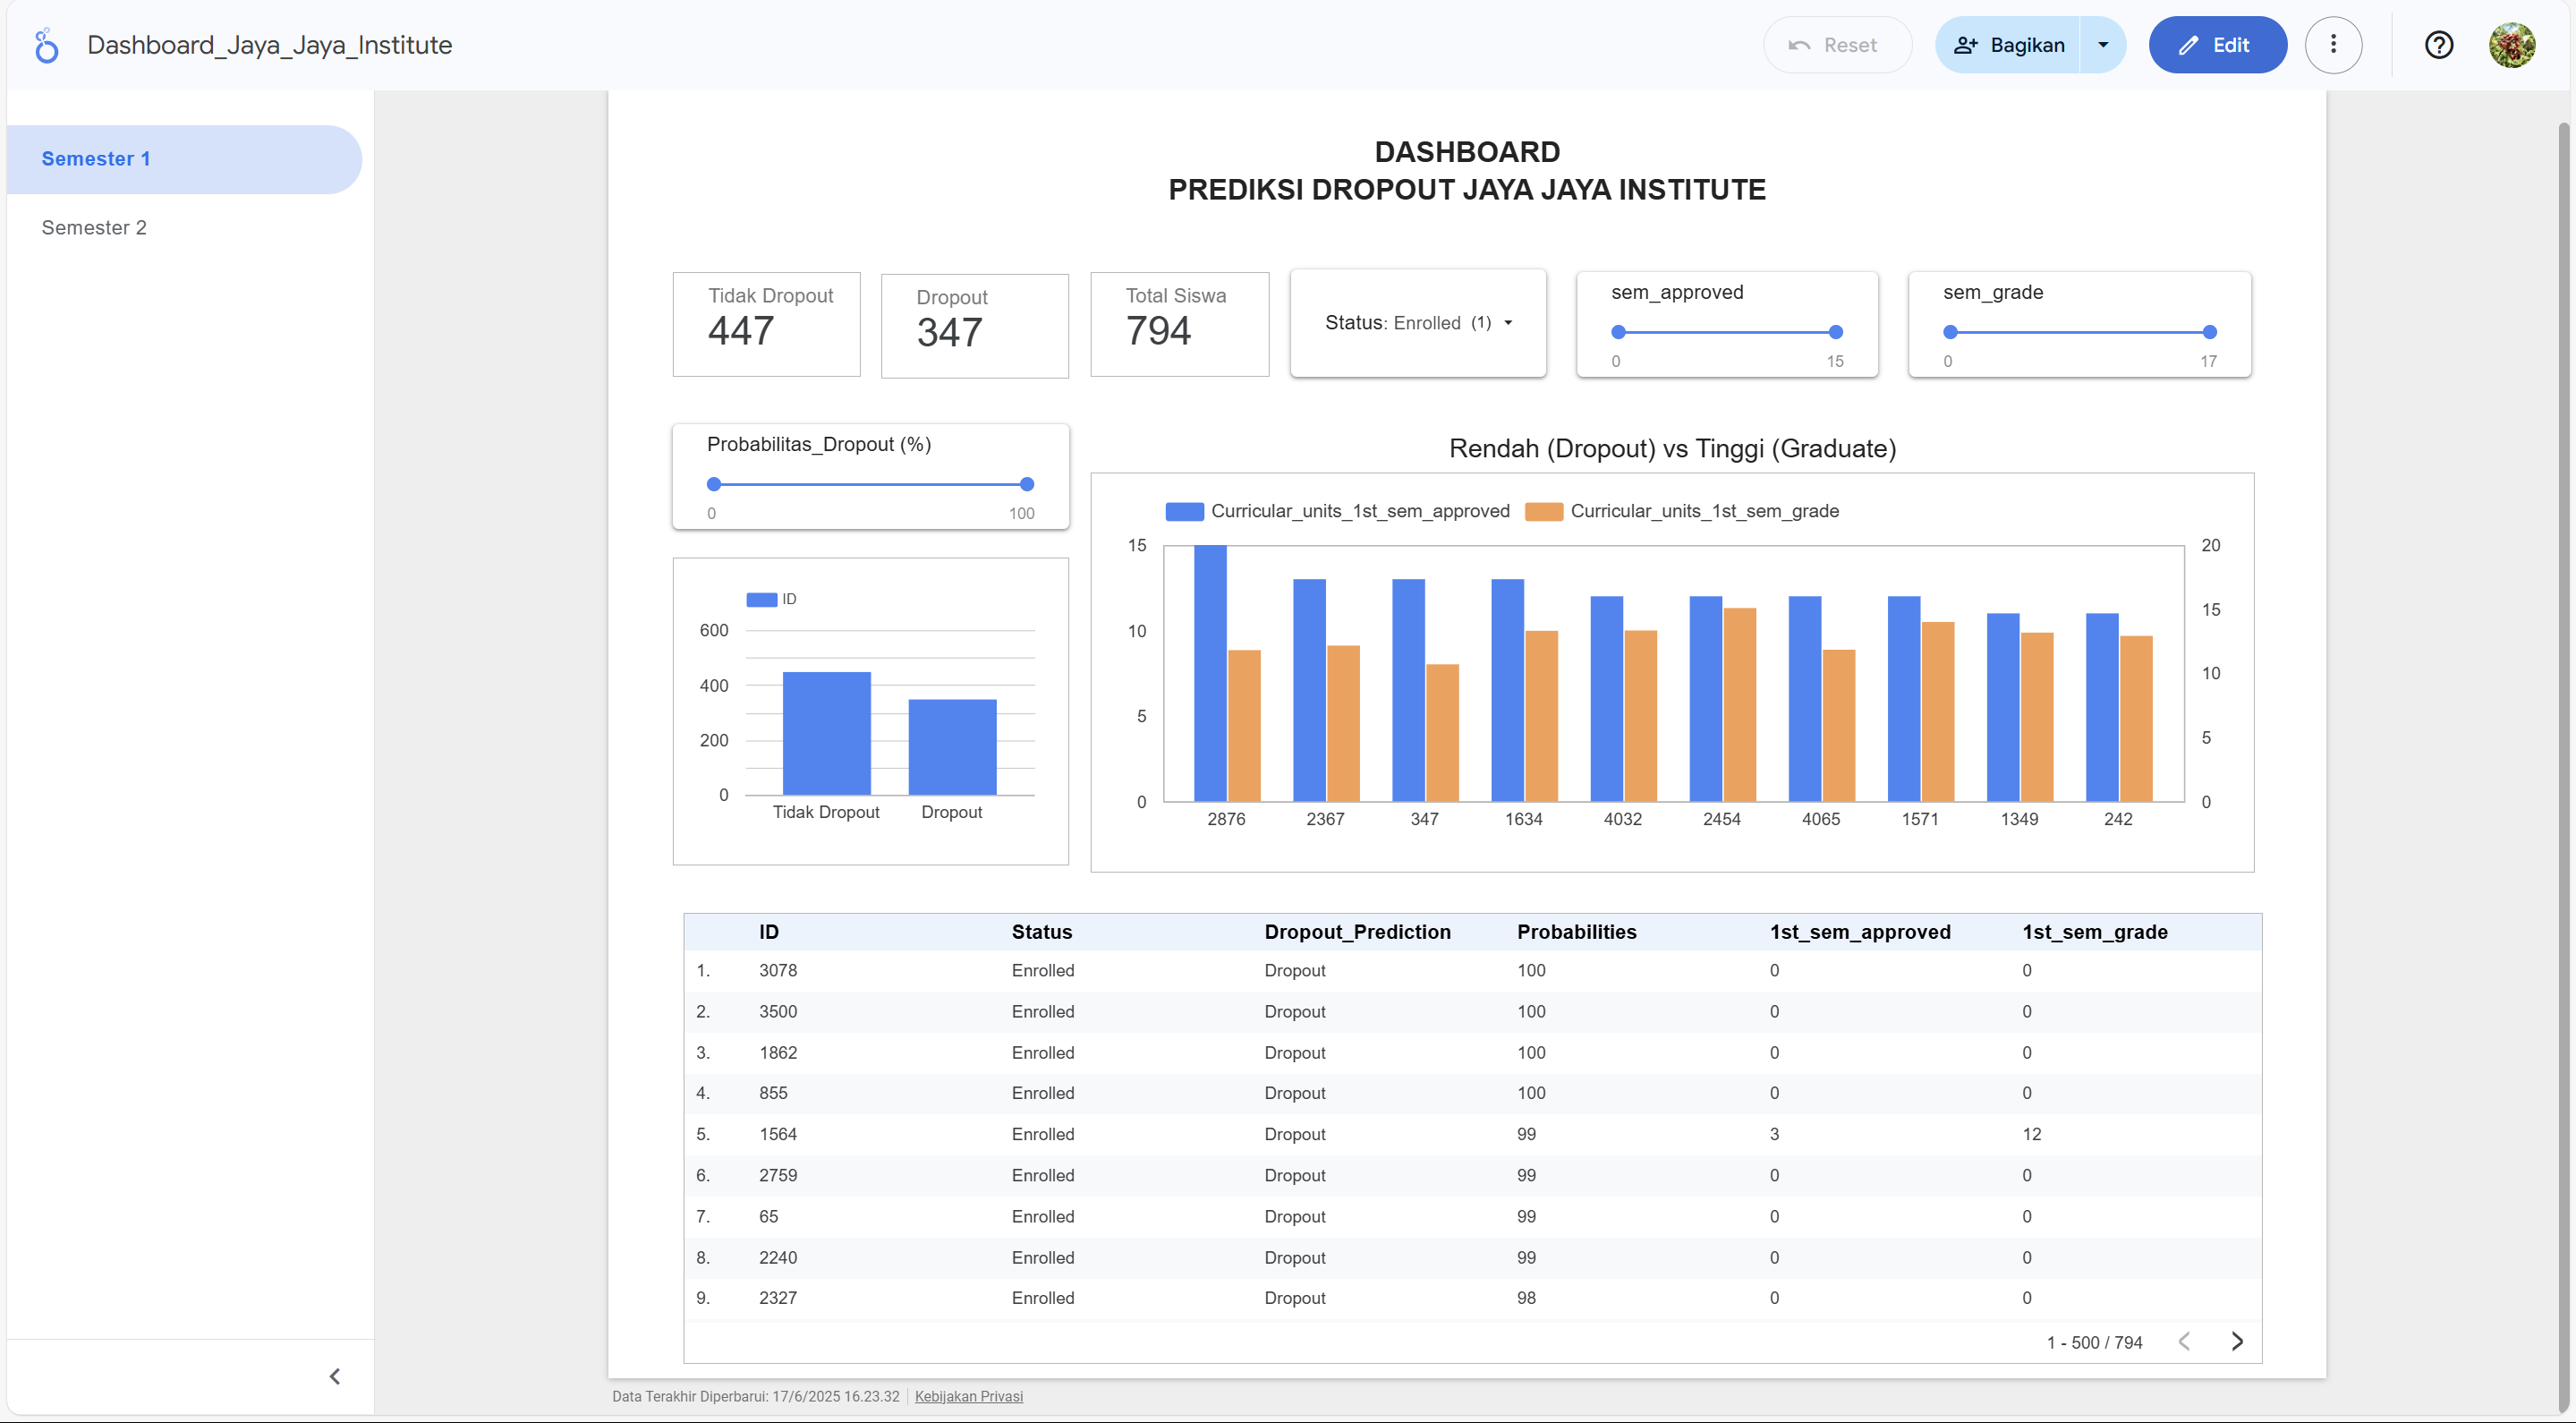 Dashboard_Jaya_Jaya_Institute
Reset
Bagikan
Edit
Semester 1
Semester 2
DASHBOARD
PREDIKSI DROPOUT JAYA JAYA INSTITUTE
Tidak Dropout
447
Dropout
347
Total Siswa
794
Status: Enrolled (1)
sem_approved
0 15
sem_grade
0 17
Probabilitas_Dropout (%)
0 100
Rendah (Dropout) vs Tinggi (Graduate)
ID
600
400
200
0
Tidak Dropout Dropout
Curricular_units_1st_sem_approved Curricular_units_1st_sem_grade
15 20
15
10
10
5
5
0 0
2876 2367 347 1634 4032 2454 4065 1571 1349 242
ID Status Dropout_Prediction Probabilities 1st_sem_approved 1st_sem_grade
1. 3078 Enrolled Dropout 100 0 0
2. 3500 Enrolled Dropout 100 0 0
3. 1862 Enrolled Dropout 100 0 0
4. 855 Enrolled Dropout 100 0 0
5. 1564 Enrolled Dropout 99 3 12
6. 2759 Enrolled Dropout 99 0 0
7. 65 Enrolled Dropout 99 0 0
8. 2240 Enrolled Dropout 99 0 0
9. 2327 Enrolled Dropout 98 0 0
1 - 500 / 794
Data Terakhir Diperbarui: 17/6/2025 16.23.32 Kebijakan Privasi